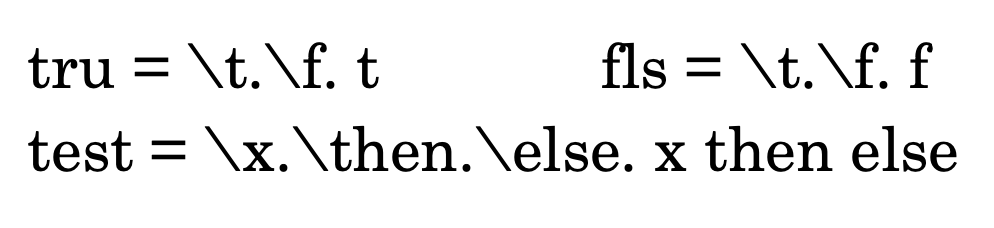 tru = \t.\f. t fls = \t.\f. f
test = \x.\then.\else. x then else